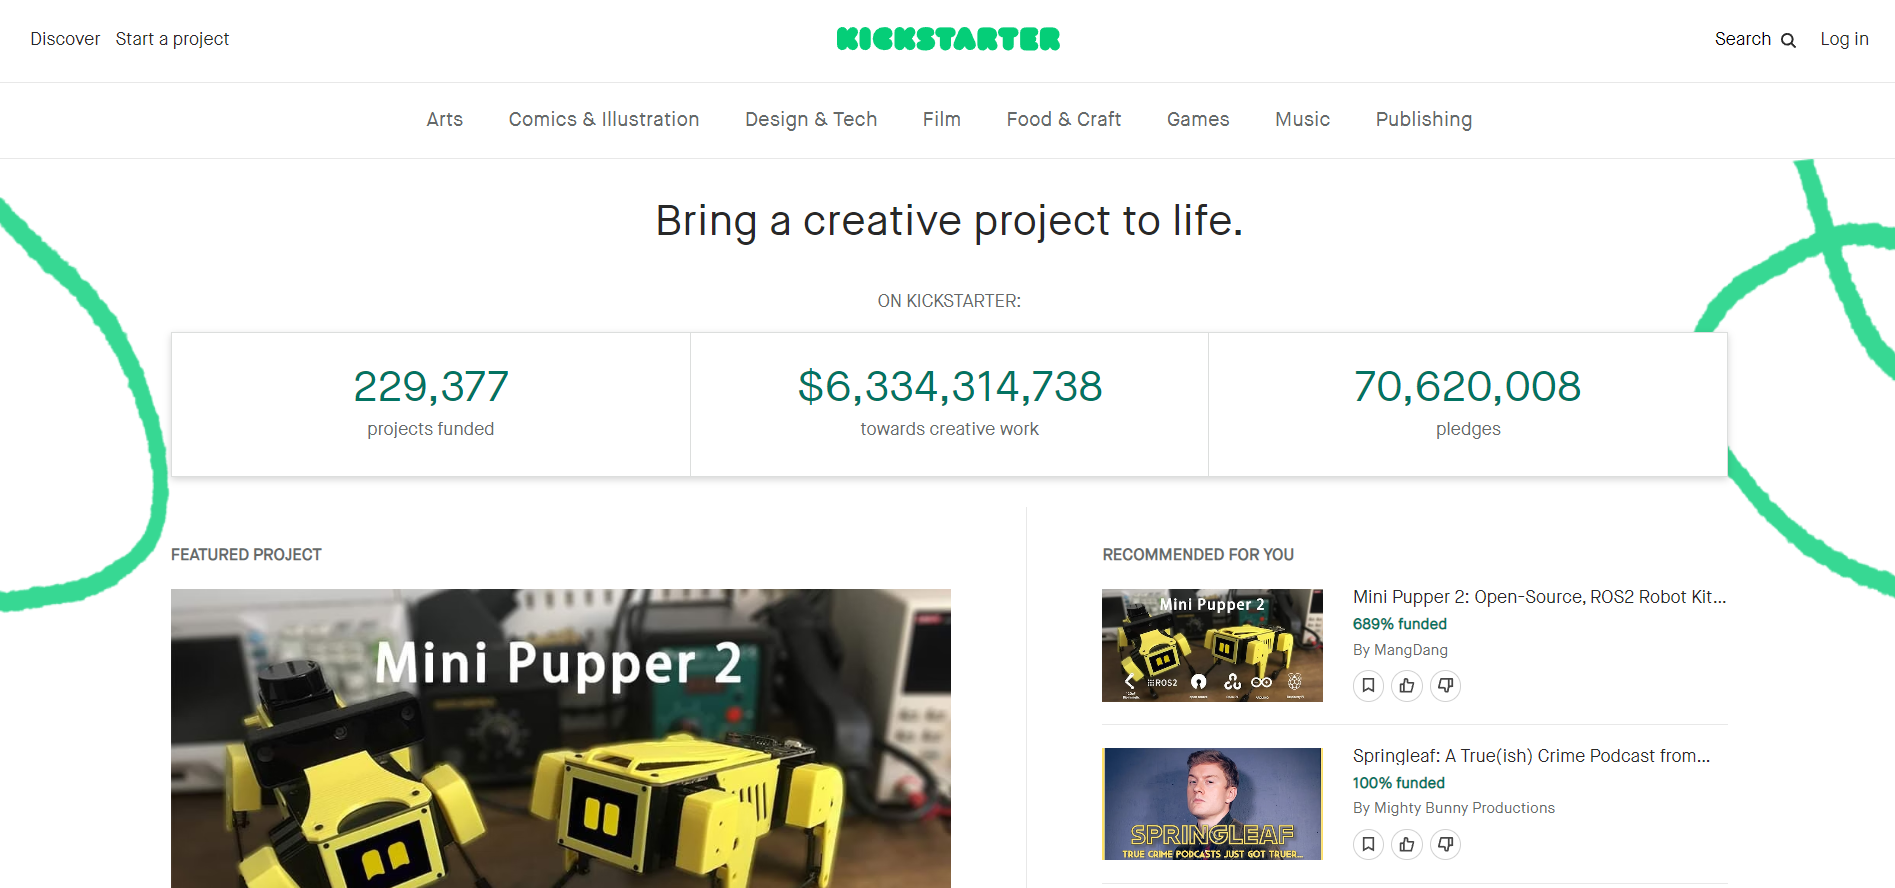 Discover Start a project KICKSTARTER Search Log in
Arts Comics & Illustration Design & Tech Film Food & Craft Games Music Publishing
Bring a creative project to life.
ON KICKSTARTER:
229,377
projects funded
$6,334,314,738
towards creative work
70,620,008
pledges
FEATURED PROJECT
Mini Pupper 2
RECOMMENDED FOR YOU
Mini Pupper 2
ROS2
Mini Pupper 2: Open-Source, ROS2 Robot Kit...
689% funded
By MangDang
SPRINGLEAF
TRUE CRIME PODCASTS JUST GOT TRUER...
Springleaf: A True(ish) Crime Podcast from...
100% funded
By Mighty Bunny Productions